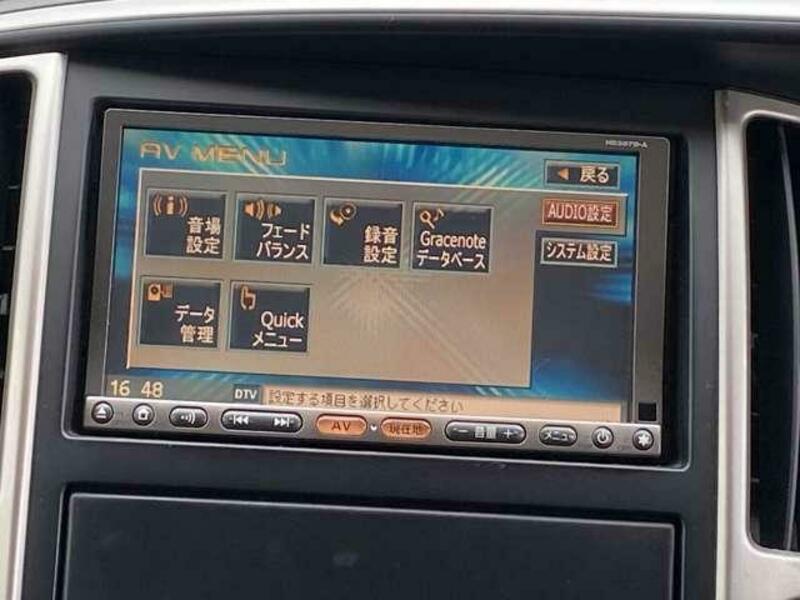 AV MENU
戻る
音場
設定
フェード
バランス
録音
設定
Gracenote
データベース
AUDIO設定
システム設定
データ
管理
Quick
メニュー
16 48
DTV 設定する項目を選択してください
AV
現在地
− 音量 +
メニュー